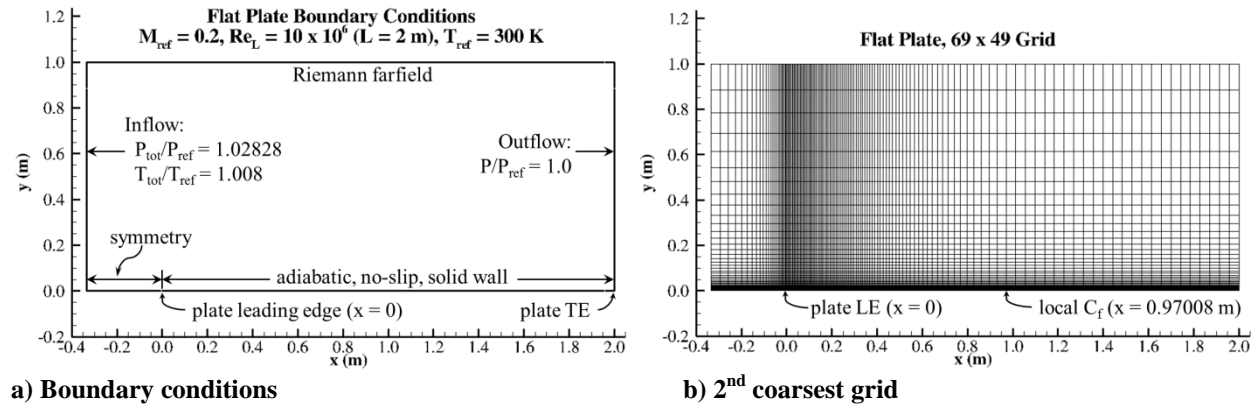 Flat Plate Boundary Conditions
M_ref = 0.2, Re_L = 10 x 10^6 (L = 2 m), T_ref = 300 K
1.2
1.0
0.8
0.6
0.4
0.2
0.0
-0.2
y (m)
Riemann farfield
Inflow:
P_tot/P_ref = 1.02828
T_tot/T_ref = 1.008
Outflow:
P/P_ref = 1.0
symmetry
adiabatic, no-slip, solid wall
plate leading edge (x = 0)
plate TE
-0.4 -0.2 0.0 0.2 0.4 0.6 0.8 1.0 1.2 1.4 1.6 1.8 2.0
x (m)
a) Boundary conditions
Flat Plate, 69 x 49 Grid
1.2
1.0
0.8
0.6
0.4
0.2
0.0
-0.2
y (m)
plate LE (x = 0)
local C_f (x = 0.97008 m)
-0.4 -0.2 0.0 0.2 0.4 0.6 0.8 1.0 1.2 1.4 1.6 1.8 2.0
x (m)
b) 2^nd coarsest grid